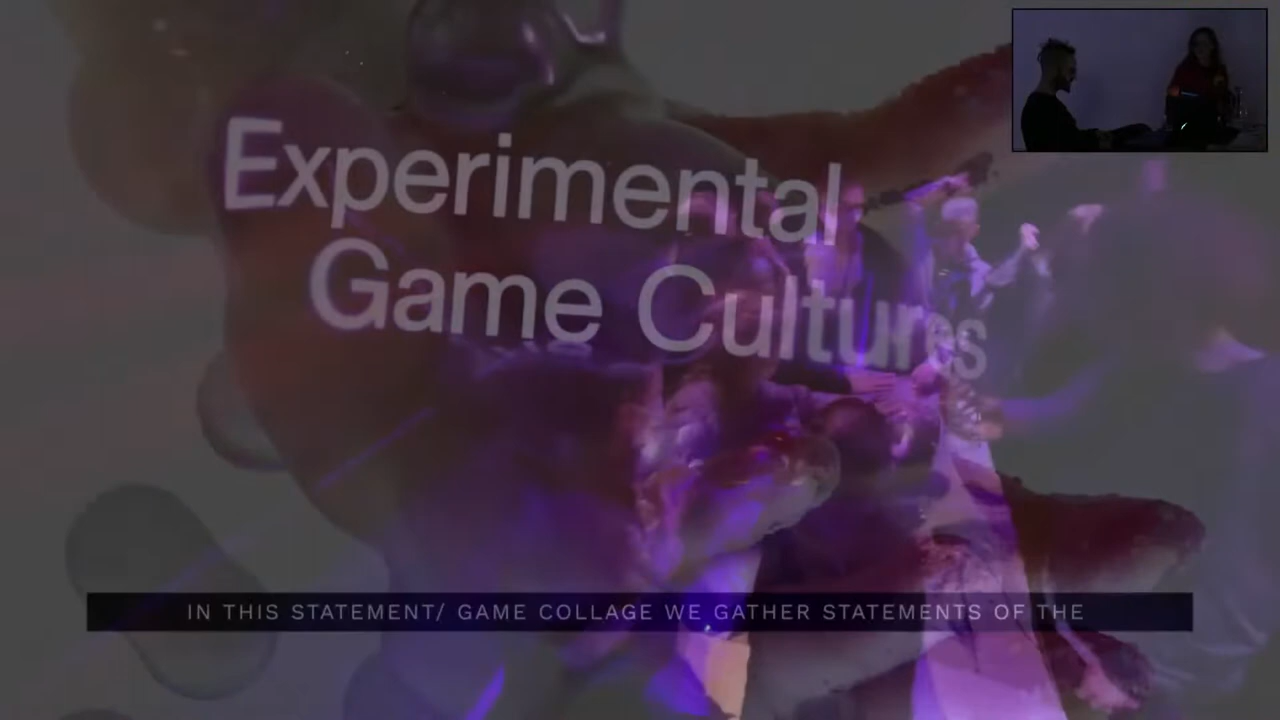 Experimental
Game Cultures
IN THIS STATEMENT/ GAME COLLAGE WE GATHER STATEMENTS OF THE